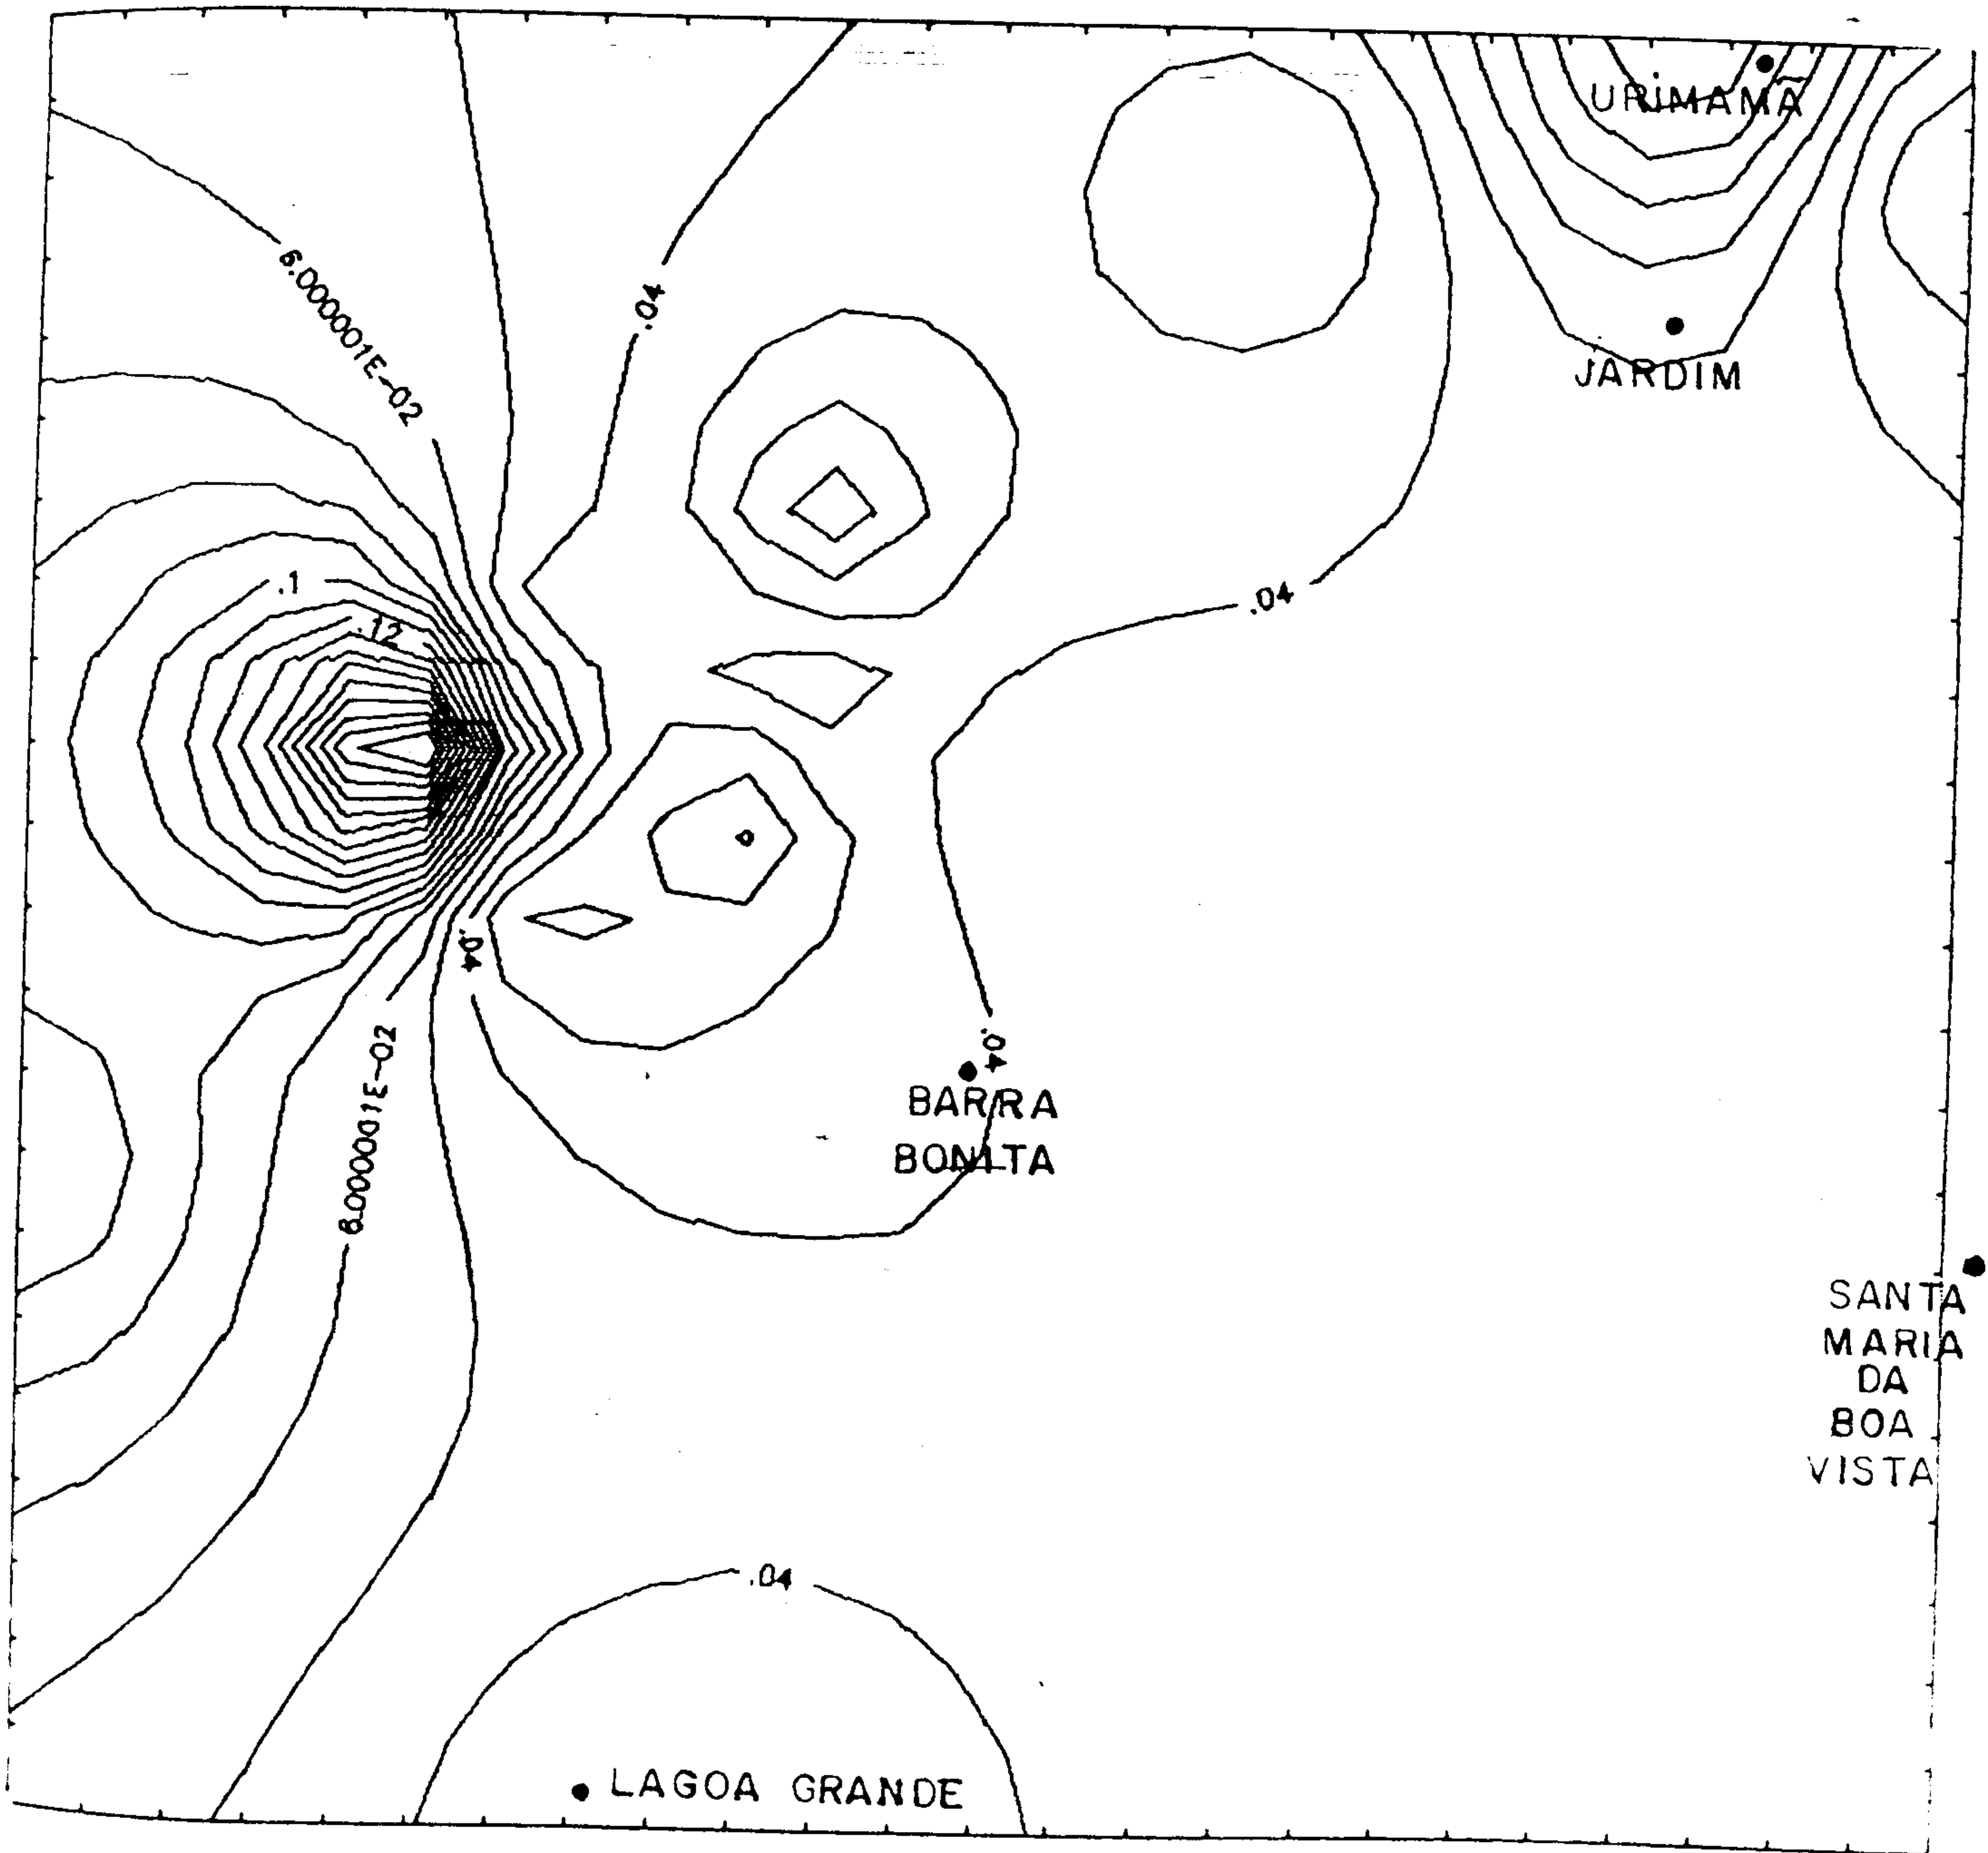 URIMAMA
6.000001E-02
.04
JARDIM
.1
.12
.04
.04
.04
BARRA
BONITA
6.000001E-02
SANTA
MARIA
DA
BOA
VISTA
.04
LAGOA GRANDE